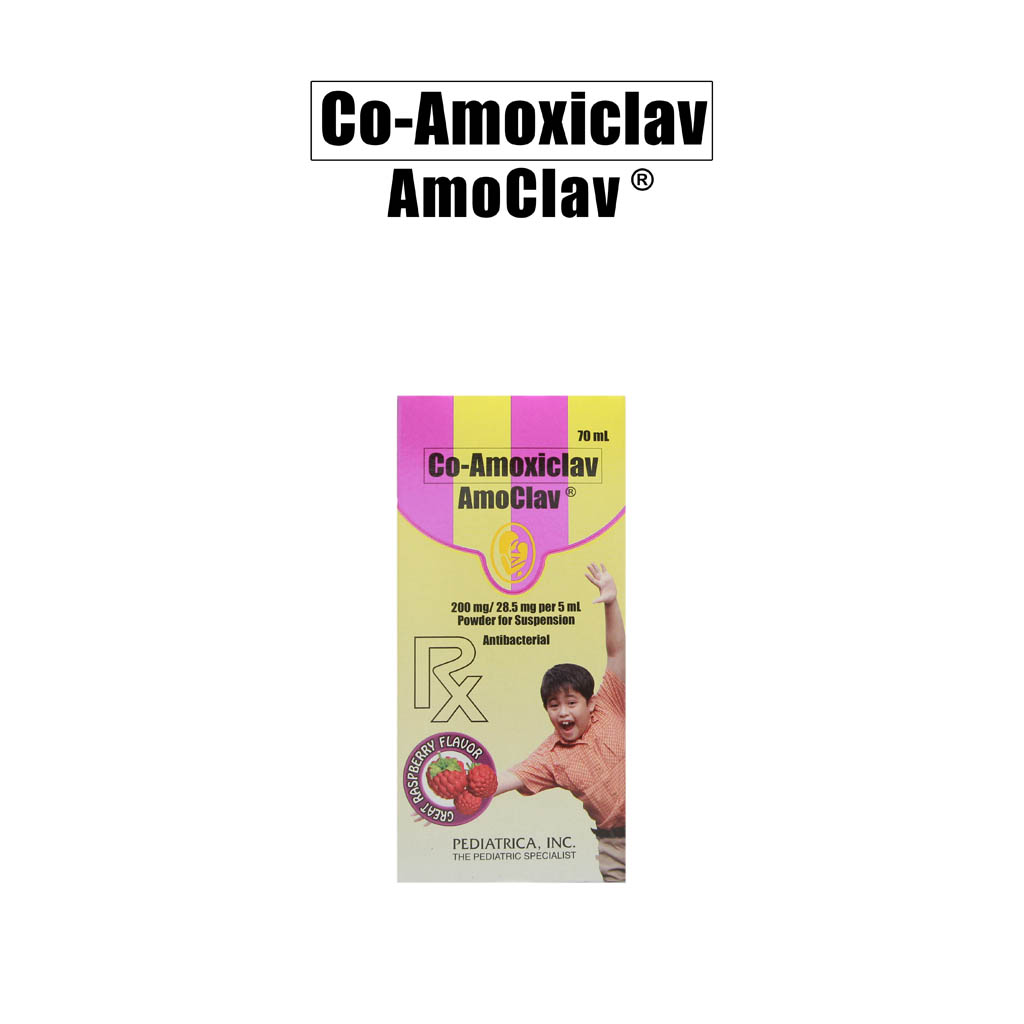 Co-Amoxiclav
AmoClav ®
70 mL
Co-Amoxiclav
AmoClav ®
200 mg/ 28.5 mg per 5 mL
Powder for Suspension
Antibacterial
Rx
GREAT RASPBERRY FLAVOR
PEDIATRICA, INC.
THE PEDIATRIC SPECIALIST